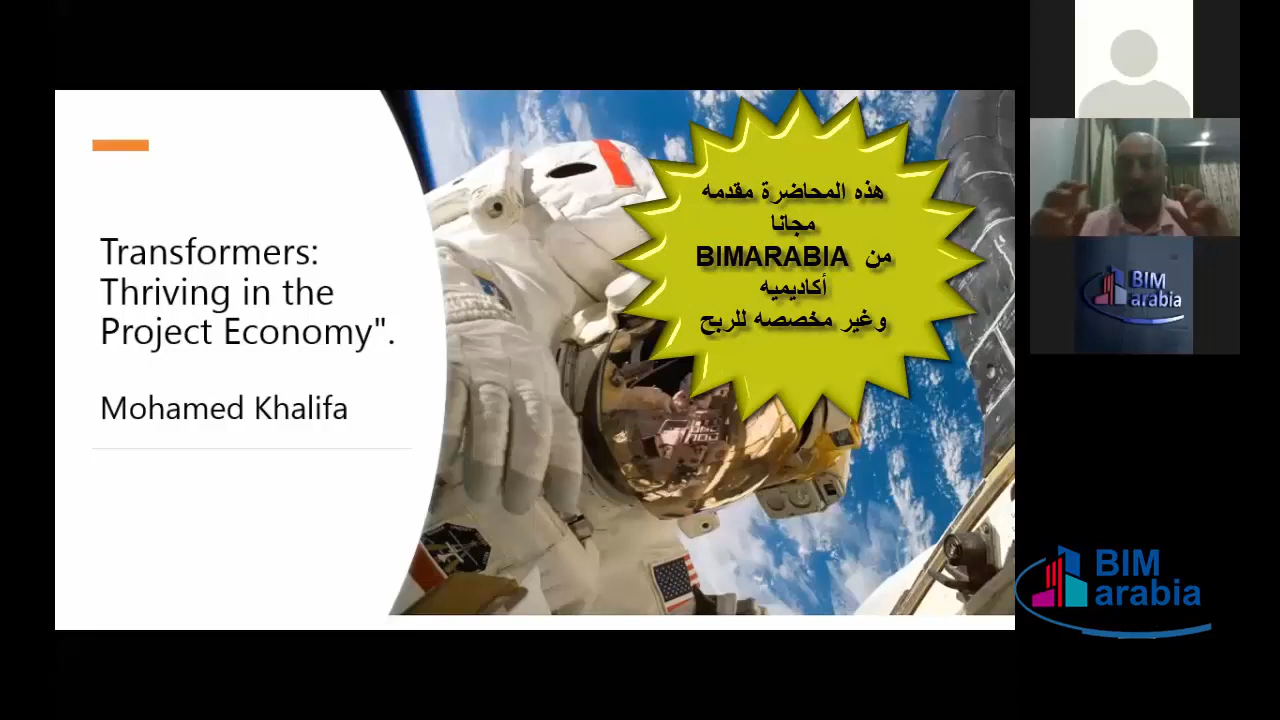 Transformers:
Thriving in the
Project Economy".
Mohamed Khalifa
هذه المحاضرة مقدمه
مجانا
من BIMARABIA
أكاديميه
وغير مخصصه للربح
BIM
arabia
BIM
arabia